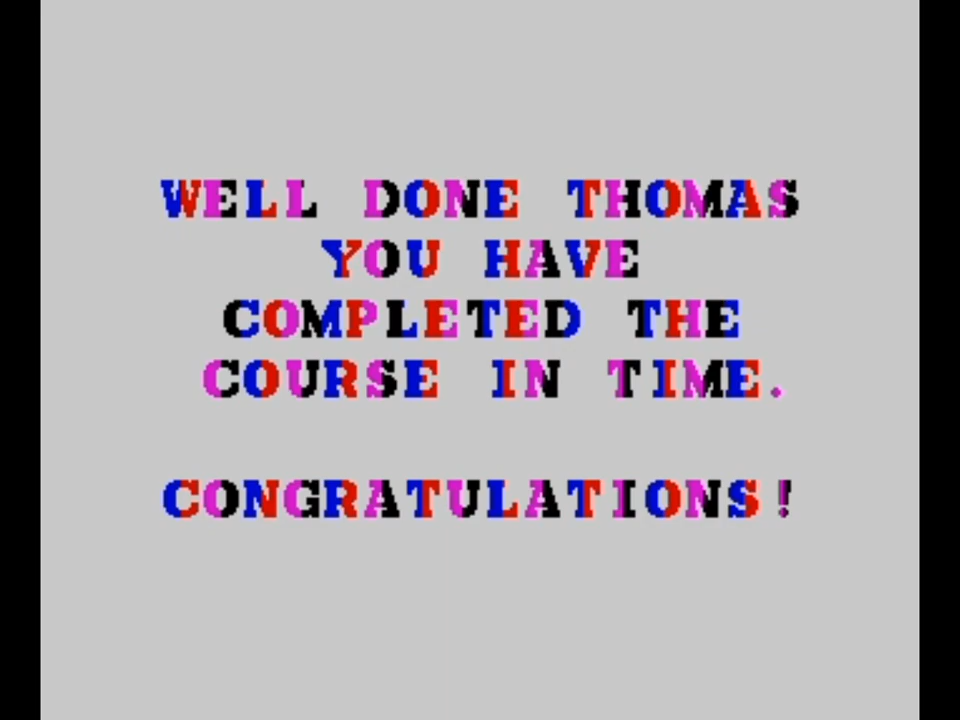 WELL DONE THOMAS
YOU HAVE
COMPLETED THE
COURSE IN TIME.
CONGRATULATIONS!